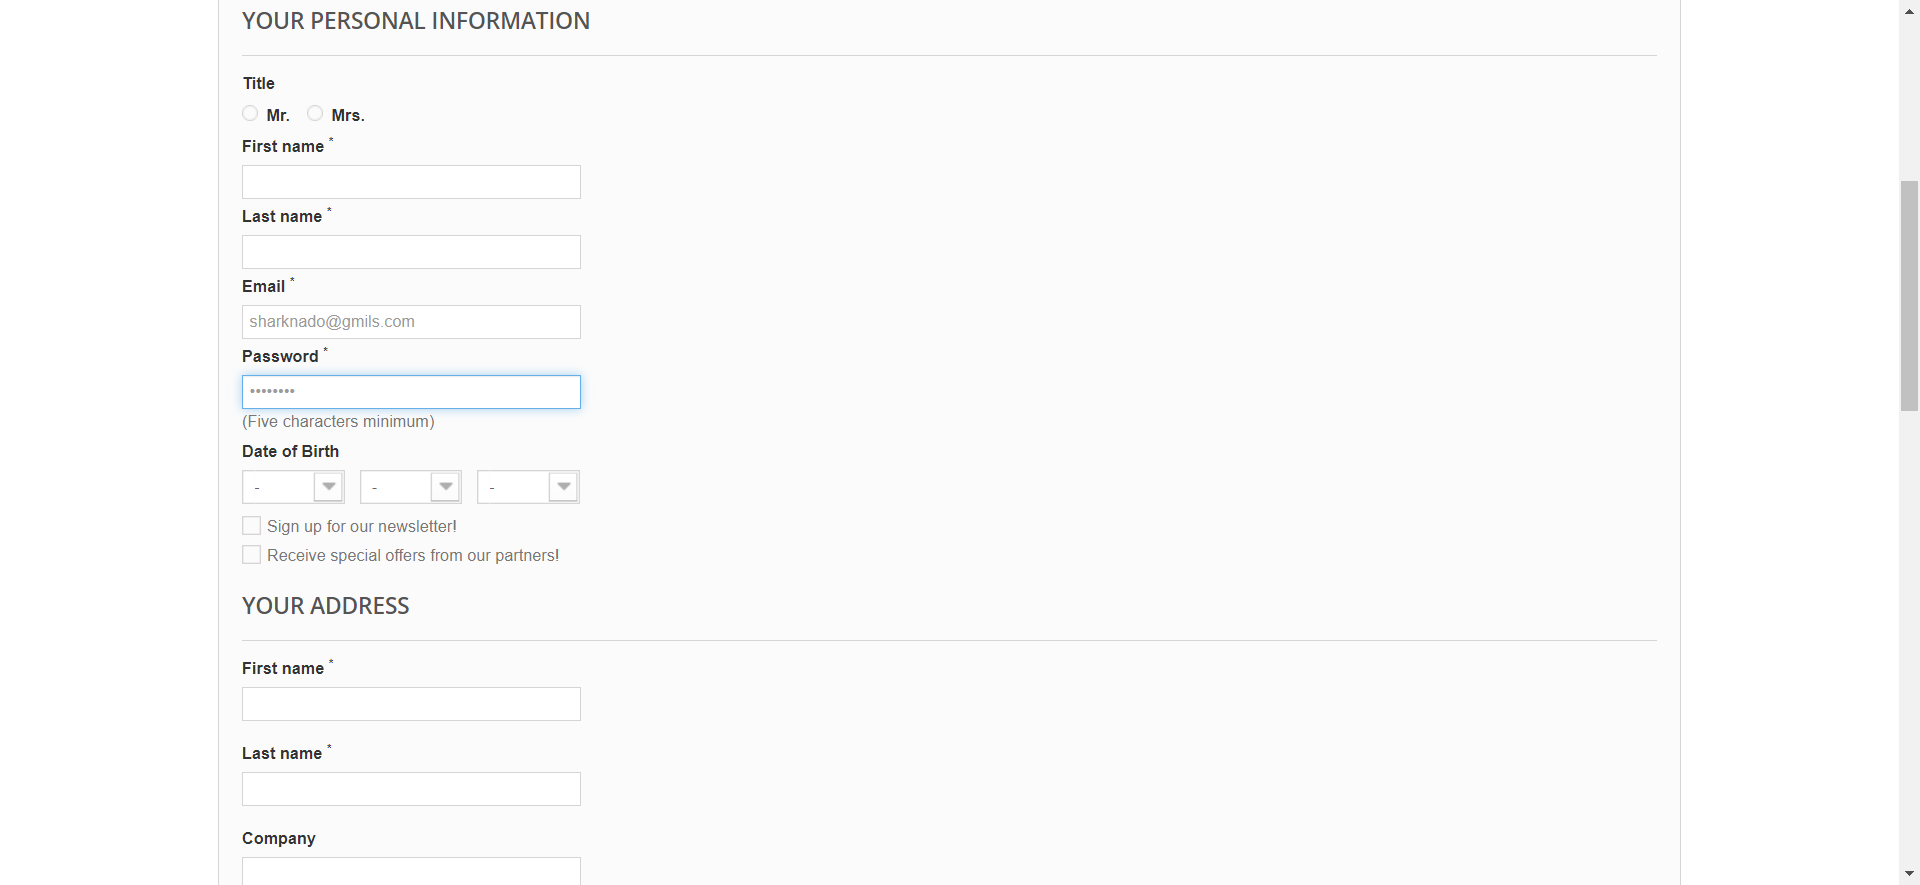 YOUR PERSONAL INFORMATION
Title
Mr. Mrs.
First name *
Last name *
Email *
sharknado@gmils.com
Password *
••••••••
(Five characters minimum)
Date of Birth
- - -
Sign up for our newsletter!
Receive special offers from our partners!
YOUR ADDRESS
First name *
Last name *
Company